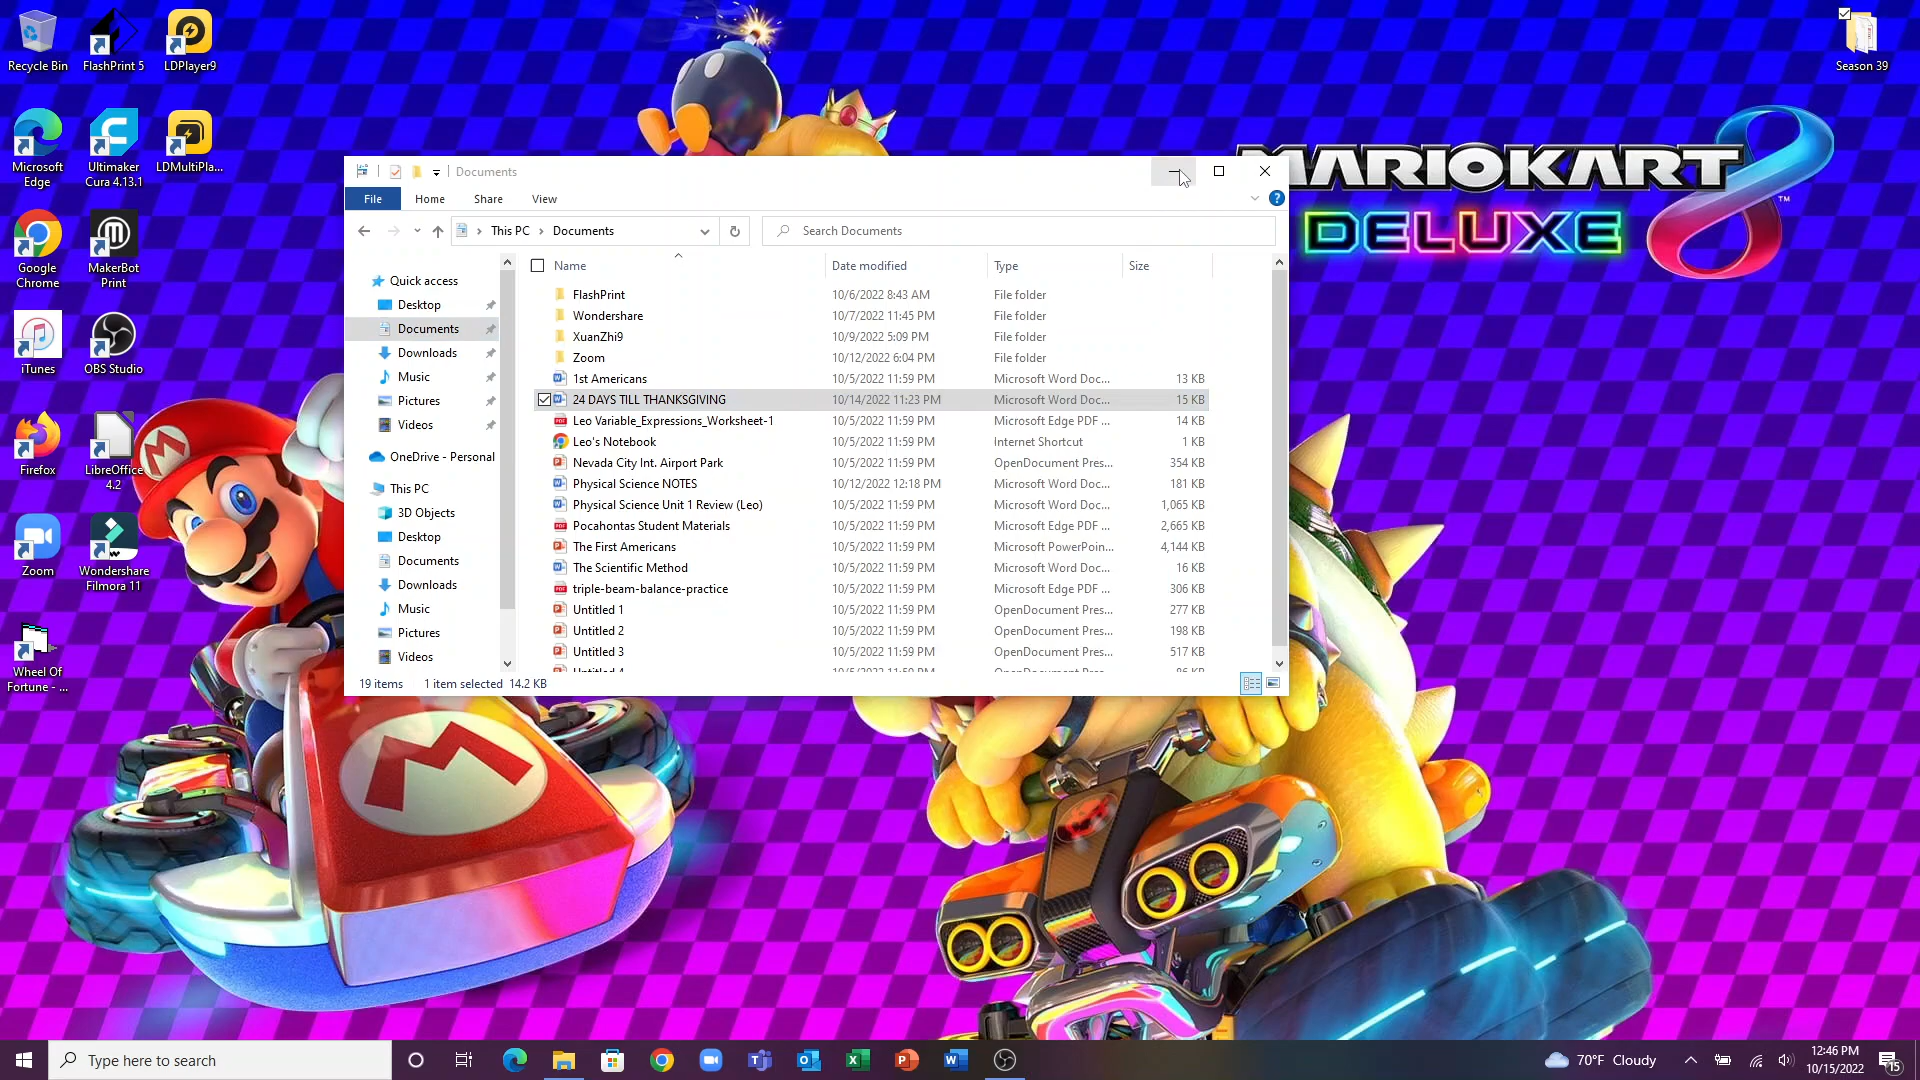 Recycle Bin
FlashPrint 5
LDPlayer9
Season 39
Microsoft Edge
Ultimaker Cura 4.13.1
LDMultiPla...
Google Chrome
MakerBot Print
iTunes
OBS Studio
Firefox
LibreOffice 4.2
Zoom
Wondershare Filmora 11
Wheel Of Fortune - ...
MARIOKART 8
DELUXE
TM
Documents
File Home Share View
?
This PC > Documents
Search Documents
Quick access
Desktop
Documents
Downloads
Music
Pictures
Videos
OneDrive - Personal
This PC
3D Objects
Desktop
Documents
Downloads
Music
Pictures
Videos
Name Date modified Type Size
FlashPrint 10/6/2022 8:43 AM File folder
Wondershare 10/7/2022 11:45 PM File folder
XuanZhi9 10/9/2022 5:09 PM File folder
Zoom 10/12/2022 6:04 PM File folder
1st Americans 10/5/2022 11:59 PM Microsoft Word Doc... 13 KB
24 DAYS TILL THANKSGIVING 10/14/2022 11:23 PM Microsoft Word Doc... 15 KB
Leo Variable_Expressions_Worksheet-1 10/5/2022 11:59 PM Microsoft Edge PDF ... 14 KB
Leo's Notebook 10/5/2022 11:59 PM Internet Shortcut 1 KB
Nevada City Int. Airport Park 10/5/2022 11:59 PM OpenDocument Pres... 354 KB
Physical Science NOTES 10/12/2022 12:18 PM Microsoft Word Doc... 181 KB
Physical Science Unit 1 Review (Leo) 10/5/2022 11:59 PM Microsoft Word Doc... 1,065 KB
Pocahontas Student Materials 10/5/2022 11:59 PM Microsoft Edge PDF ... 2,665 KB
The First Americans 10/5/2022 11:59 PM Microsoft PowerPoin... 4,144 KB
The Scientific Method 10/5/2022 11:59 PM Microsoft Word Doc... 16 KB
triple-beam-balance-practice 10/5/2022 11:59 PM Microsoft Edge PDF ... 306 KB
Untitled 1 10/5/2022 11:59 PM OpenDocument Pres... 277 KB
Untitled 2 10/5/2022 11:59 PM OpenDocument Pres... 198 KB
Untitled 3 10/5/2022 11:59 PM OpenDocument Pres... 517 KB
Untitled 4 10/5/2022 11:59 PM OpenDocument Pres... 86 KB
19 items 1 item selected 14.2 KB
Type here to search
70°F Cloudy
12:46 PM
10/15/2022
15